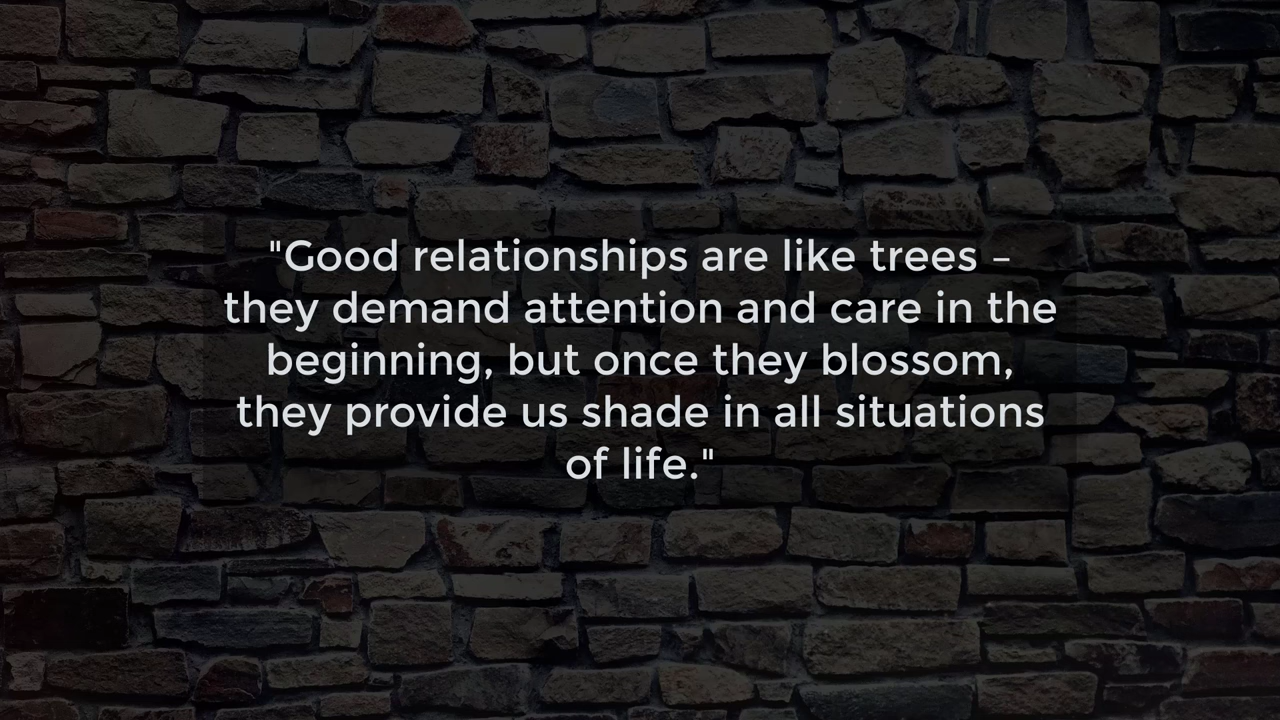 "Good relationships are like trees –
they demand attention and care in the
beginning, but once they blossom,
they provide us shade in all situations
of life."